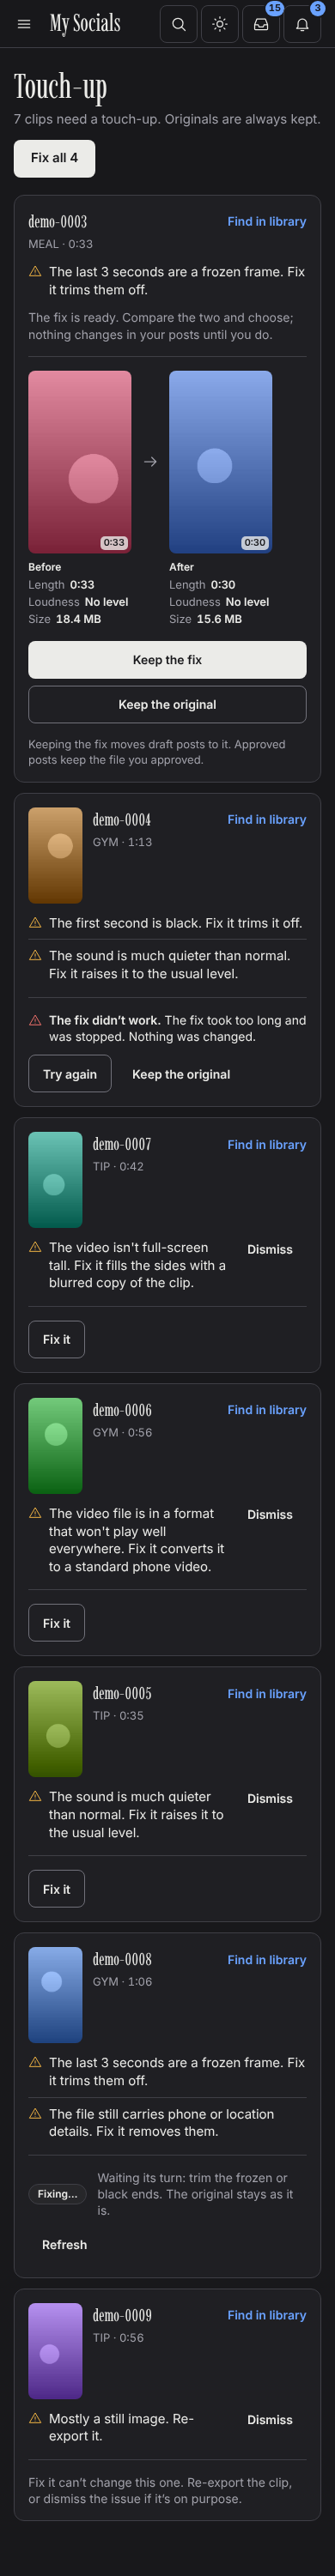 My Socials
15
3
Touch-up
7 clips need a touch-up. Originals are always kept.
Fix all 4
demo-0003
Find in library
MEAL · 0:33
The last 3 seconds are a frozen frame. Fix
it trims them off.
The fix is ready. Compare the two and choose;
nothing changes in your posts until you do.
0:33
0:30
Before
After
Length 0:33
Length 0:30
Loudness No level
Loudness No level
Size 18.4 MB
Size 15.6 MB
Keep the fix
Keep the original
Keeping the fix moves draft posts to it. Approved
posts keep the file you approved.
demo-0004
Find in library
GYM · 1:13
The first second is black. Fix it trims it off.
The sound is much quieter than normal.
Fix it raises it to the usual level.
The fix didn’t work. The fix took too long and
was stopped. Nothing was changed.
Try again
Keep the original
demo-0007
Find in library
TIP · 0:42
The video isn't full-screen
tall. Fix it fills the sides with a
blurred copy of the clip.
Dismiss
Fix it
demo-0006
Find in library
GYM · 0:56
The video file is in a format
that won't play well
everywhere. Fix it converts it
to a standard phone video.
Dismiss
Fix it
demo-0005
Find in library
TIP · 0:35
The sound is much quieter
than normal. Fix it raises it to
the usual level.
Dismiss
Fix it
demo-0008
Find in library
GYM · 1:06
The last 3 seconds are a frozen frame. Fix
it trims them off.
The file still carries phone or location
details. Fix it removes them.
Fixing...
Waiting its turn: trim the frozen or
black ends. The original stays as it
is.
Refresh
demo-0009
Find in library
TIP · 0:56
Mostly a still image. Re-
export it.
Dismiss
Fix it can’t change this one. Re-export the clip,
or dismiss the issue if it’s on purpose.